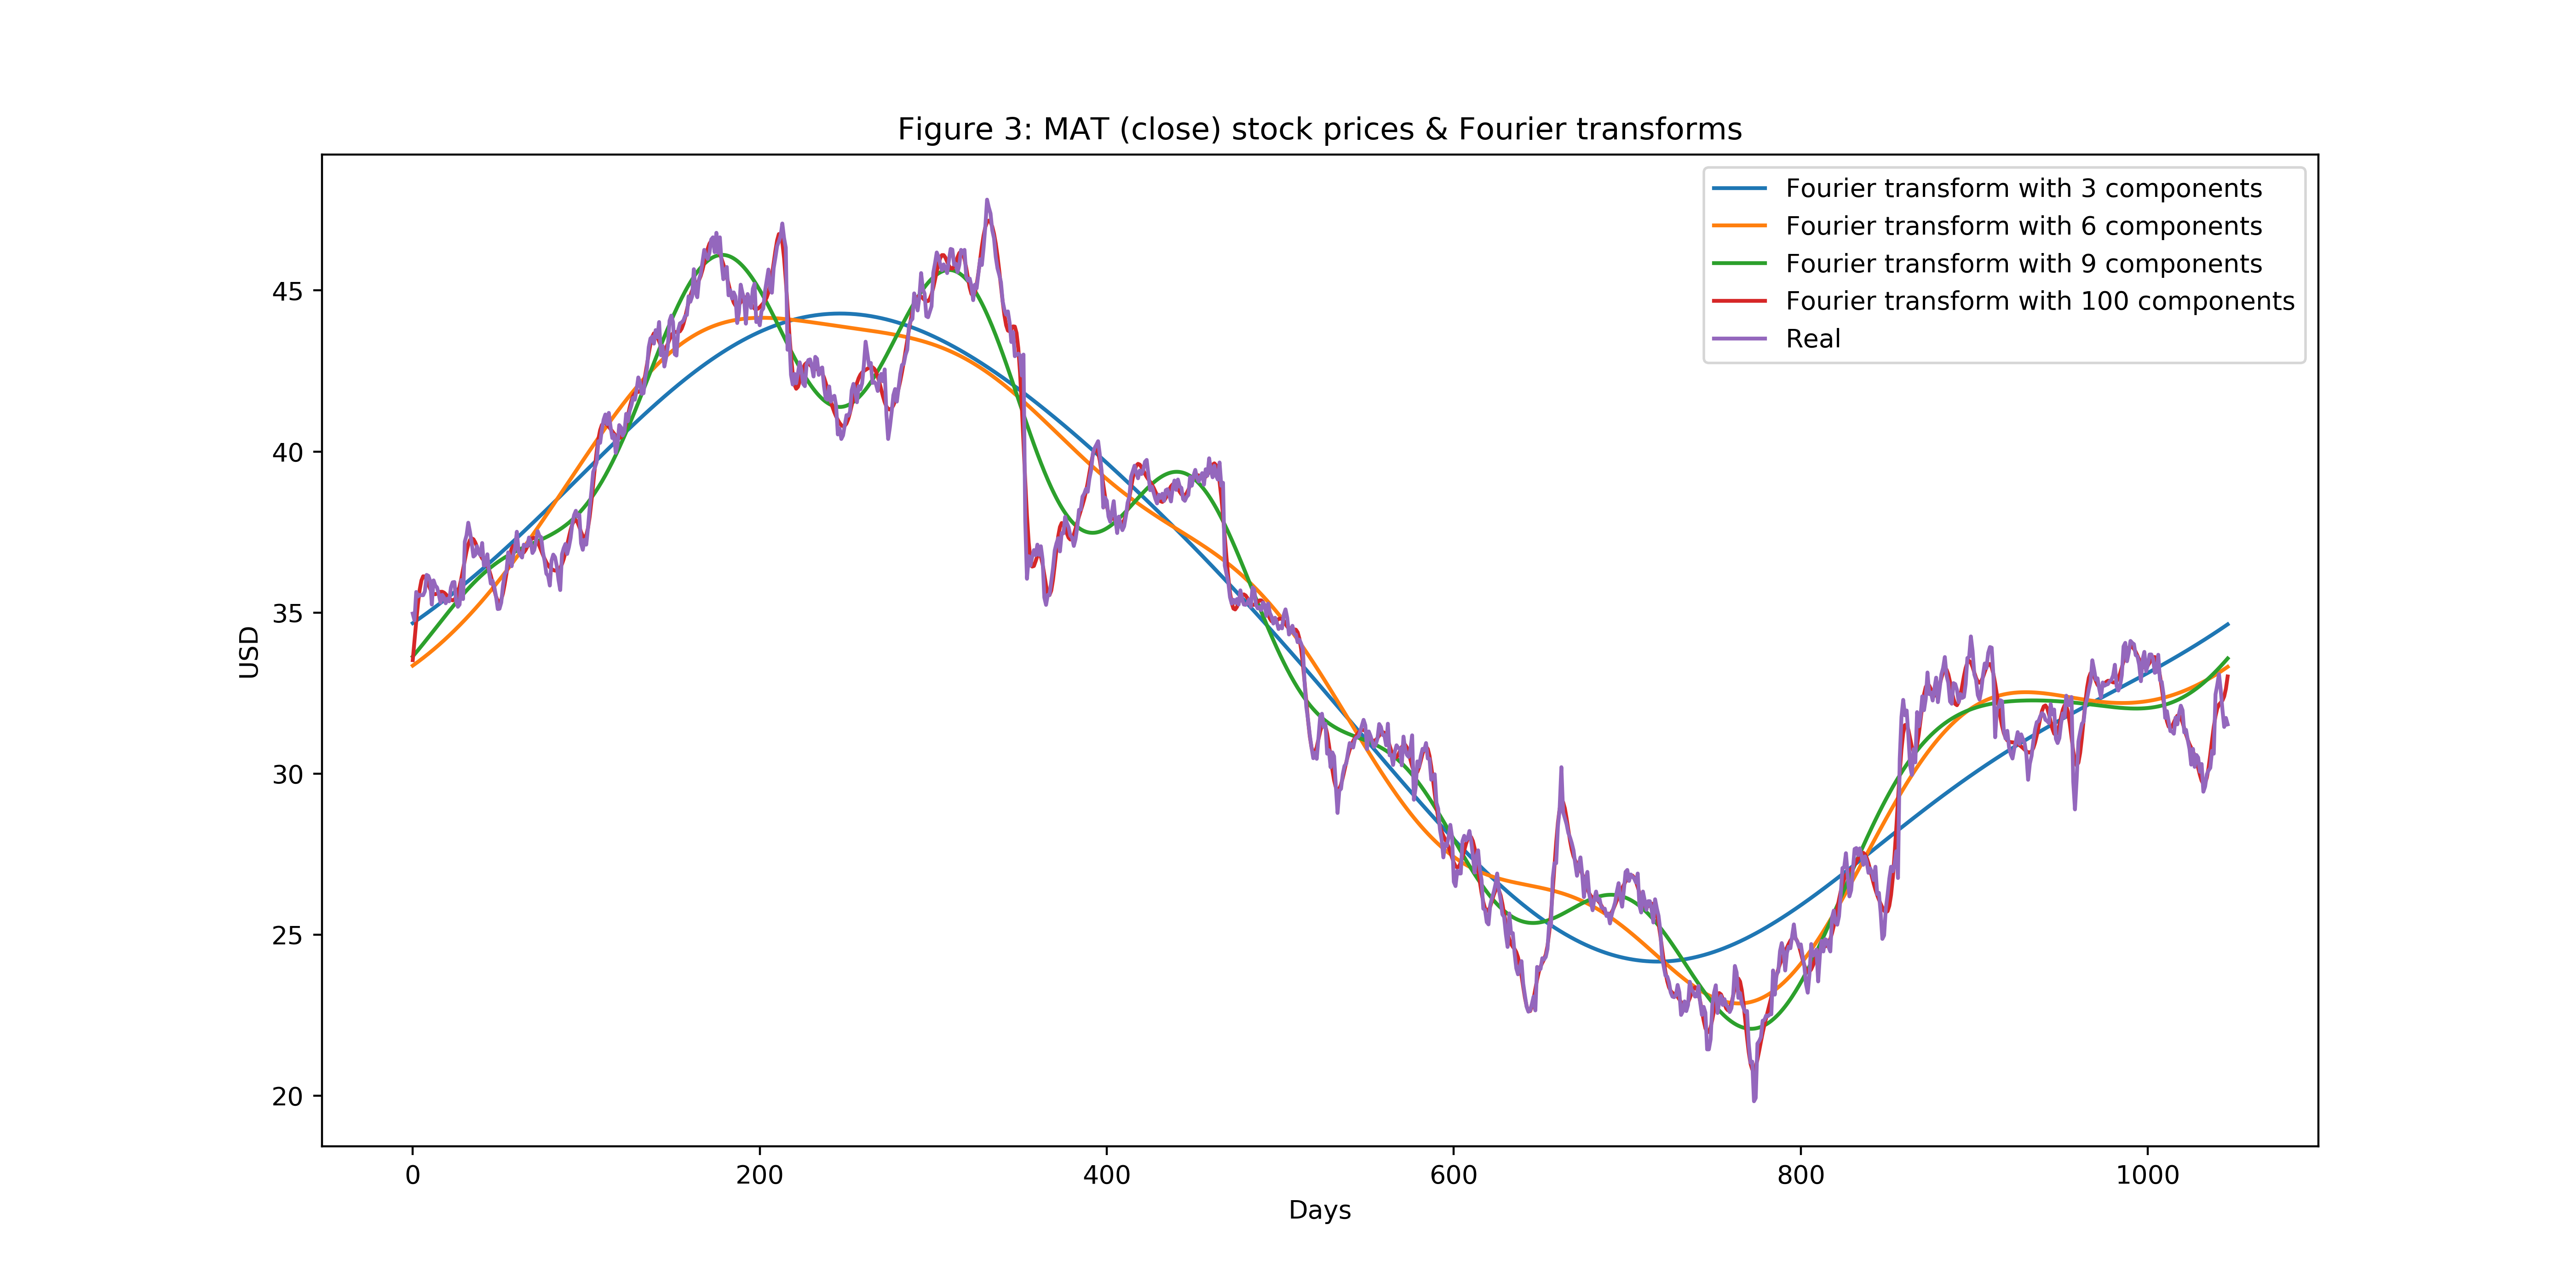 Figure 3: MAT (close) stock prices & Fourier transforms
Fourier transform with 3 components
Fourier transform with 6 components
Fourier transform with 9 components
Fourier transform with 100 components
Real
USD
45
40
35
30
25
20
0 200 400 600 800 1000
Days